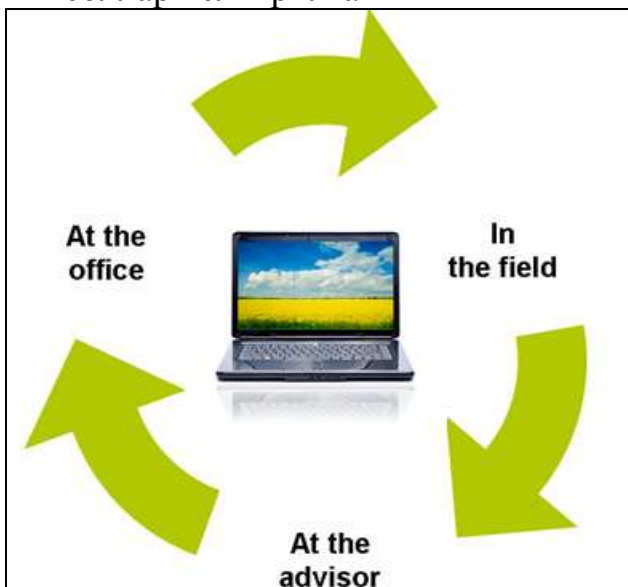 At the
office
In
the field
At the
advisor